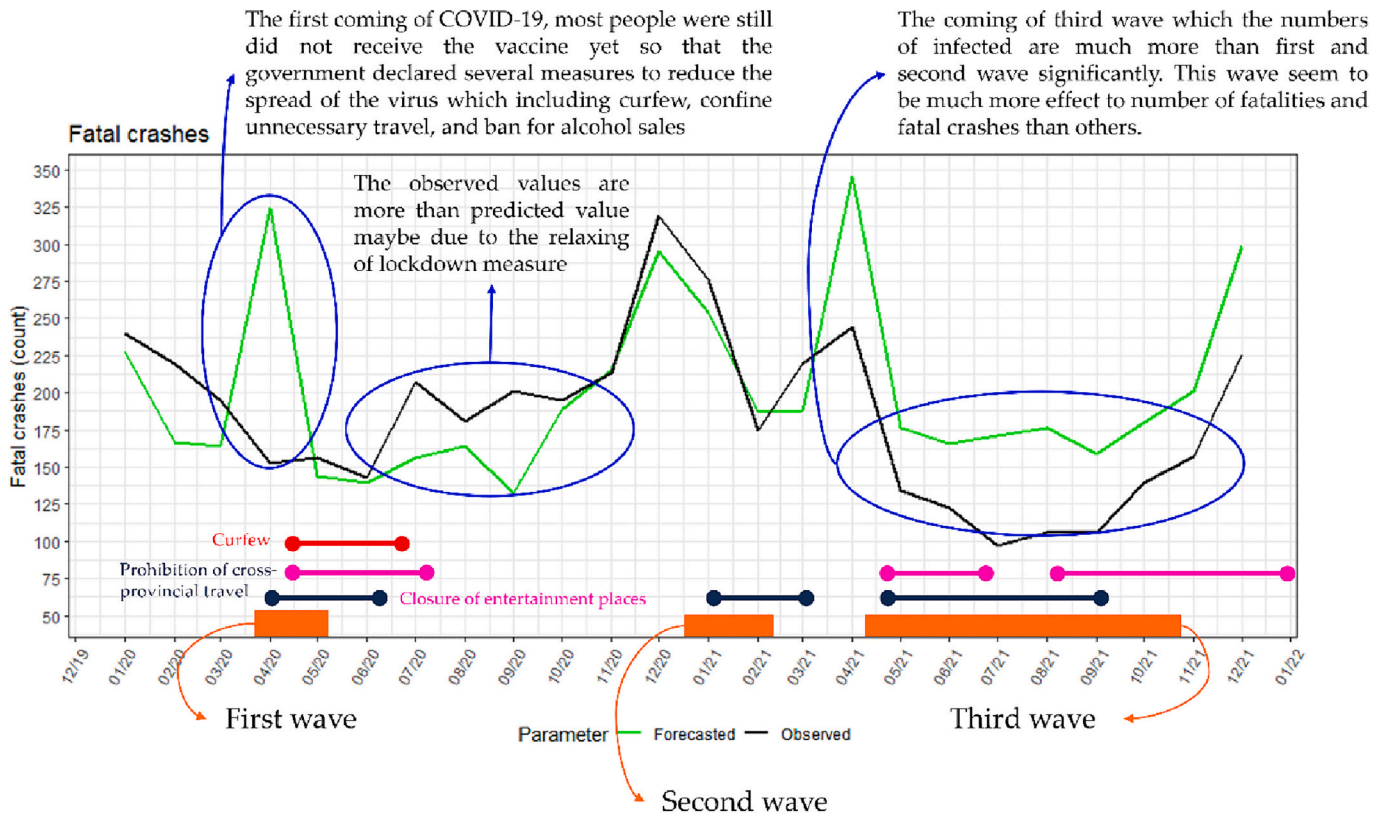 The first coming of COVID-19, most people were still
did not receive the vaccine yet so that the
government declared several measures to reduce the
spread of the virus which including curfew, confine
unnecessary travel, and ban for alcohol sales
The coming of third wave which the numbers
of infected are much more than first and
second wave significantly. This wave seem to
be much more effect to number of fatalities and
fatal crashes than others.
Fatal crashes
The observed values are
more than predicted value
maybe due to the relaxing
of lockdown measure
Fatal crashes (count)
350
325
300
275
250
225
200
175
150
125
100
75
50
Curfew
Prohibition of cross-
provincial travel
Closure of entertainment places
12/19
01/20
02/20
03/20
04/20
05/20
06/20
07/20
08/20
09/20
10/20
11/20
12/20
01/21
02/21
03/21
04/21
05/21
06/21
07/21
08/21
09/21
10/21
11/21
12/21
01/22
First wave
Third wave
Parameter Forecasted Observed
Second wave